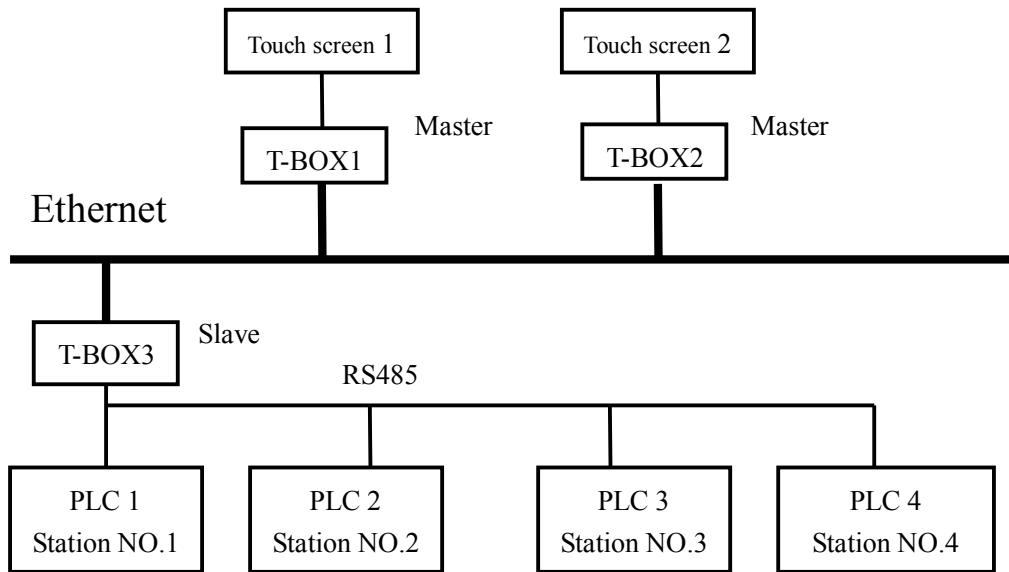 Touch screen 1
Touch screen 2
Master
Master
T-BOX1
T-BOX2
Ethernet
Slave
T-BOX3
RS485
PLC 1
Station NO.1
PLC 2
Station NO.2
PLC 3
Station NO.3
PLC 4
Station NO.4